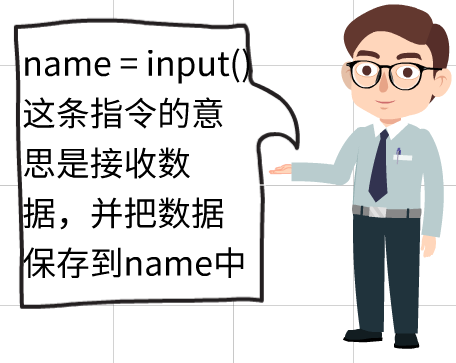 name = input()
这条指令的意
思是接收数
据，并把数据
保存到name中